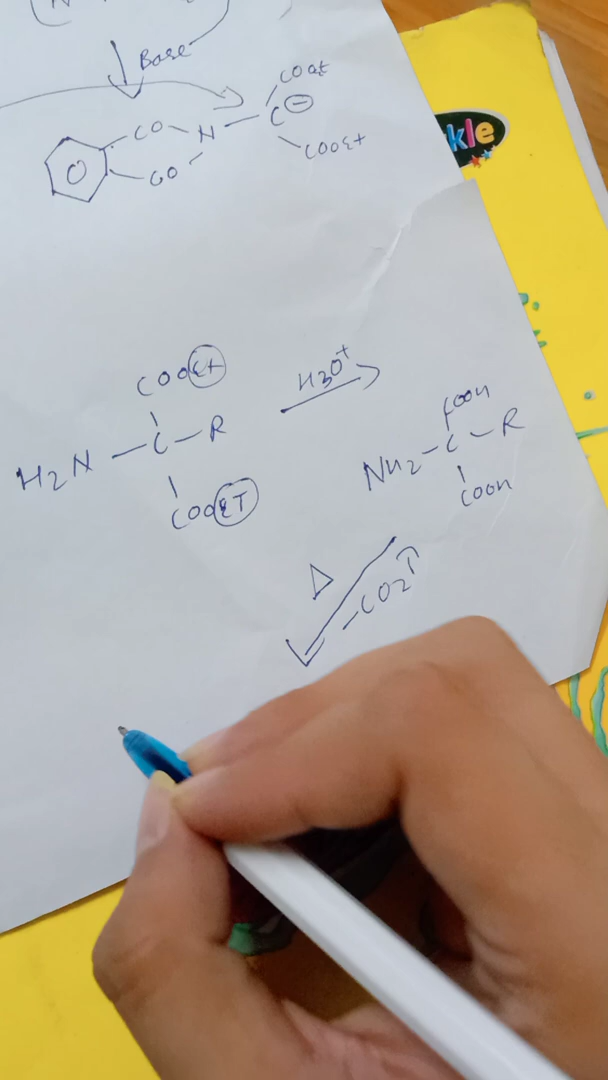 N
Base
COOEt
CO N C ⊖
CO
COOEt
kle
COOEt
H3O+
H2N — C — R
COOH
NH2 — C — R
COOET
COOH
Δ
-CO2↑